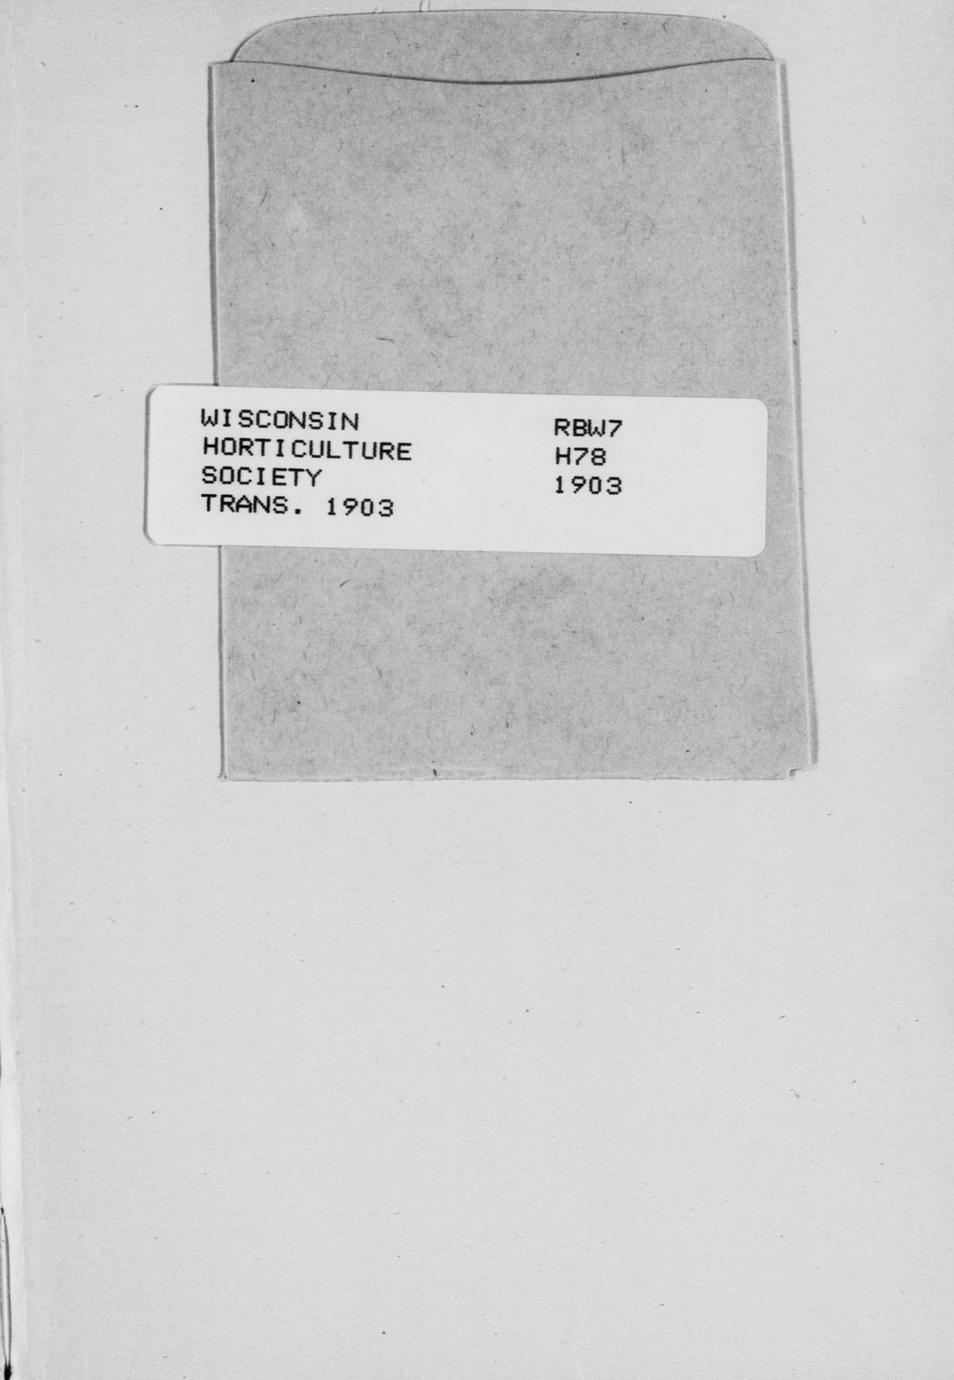 WISCONSIN
HORTICULTURE
SOCIETY
TRANS. 1903
RBW7
H78
1903